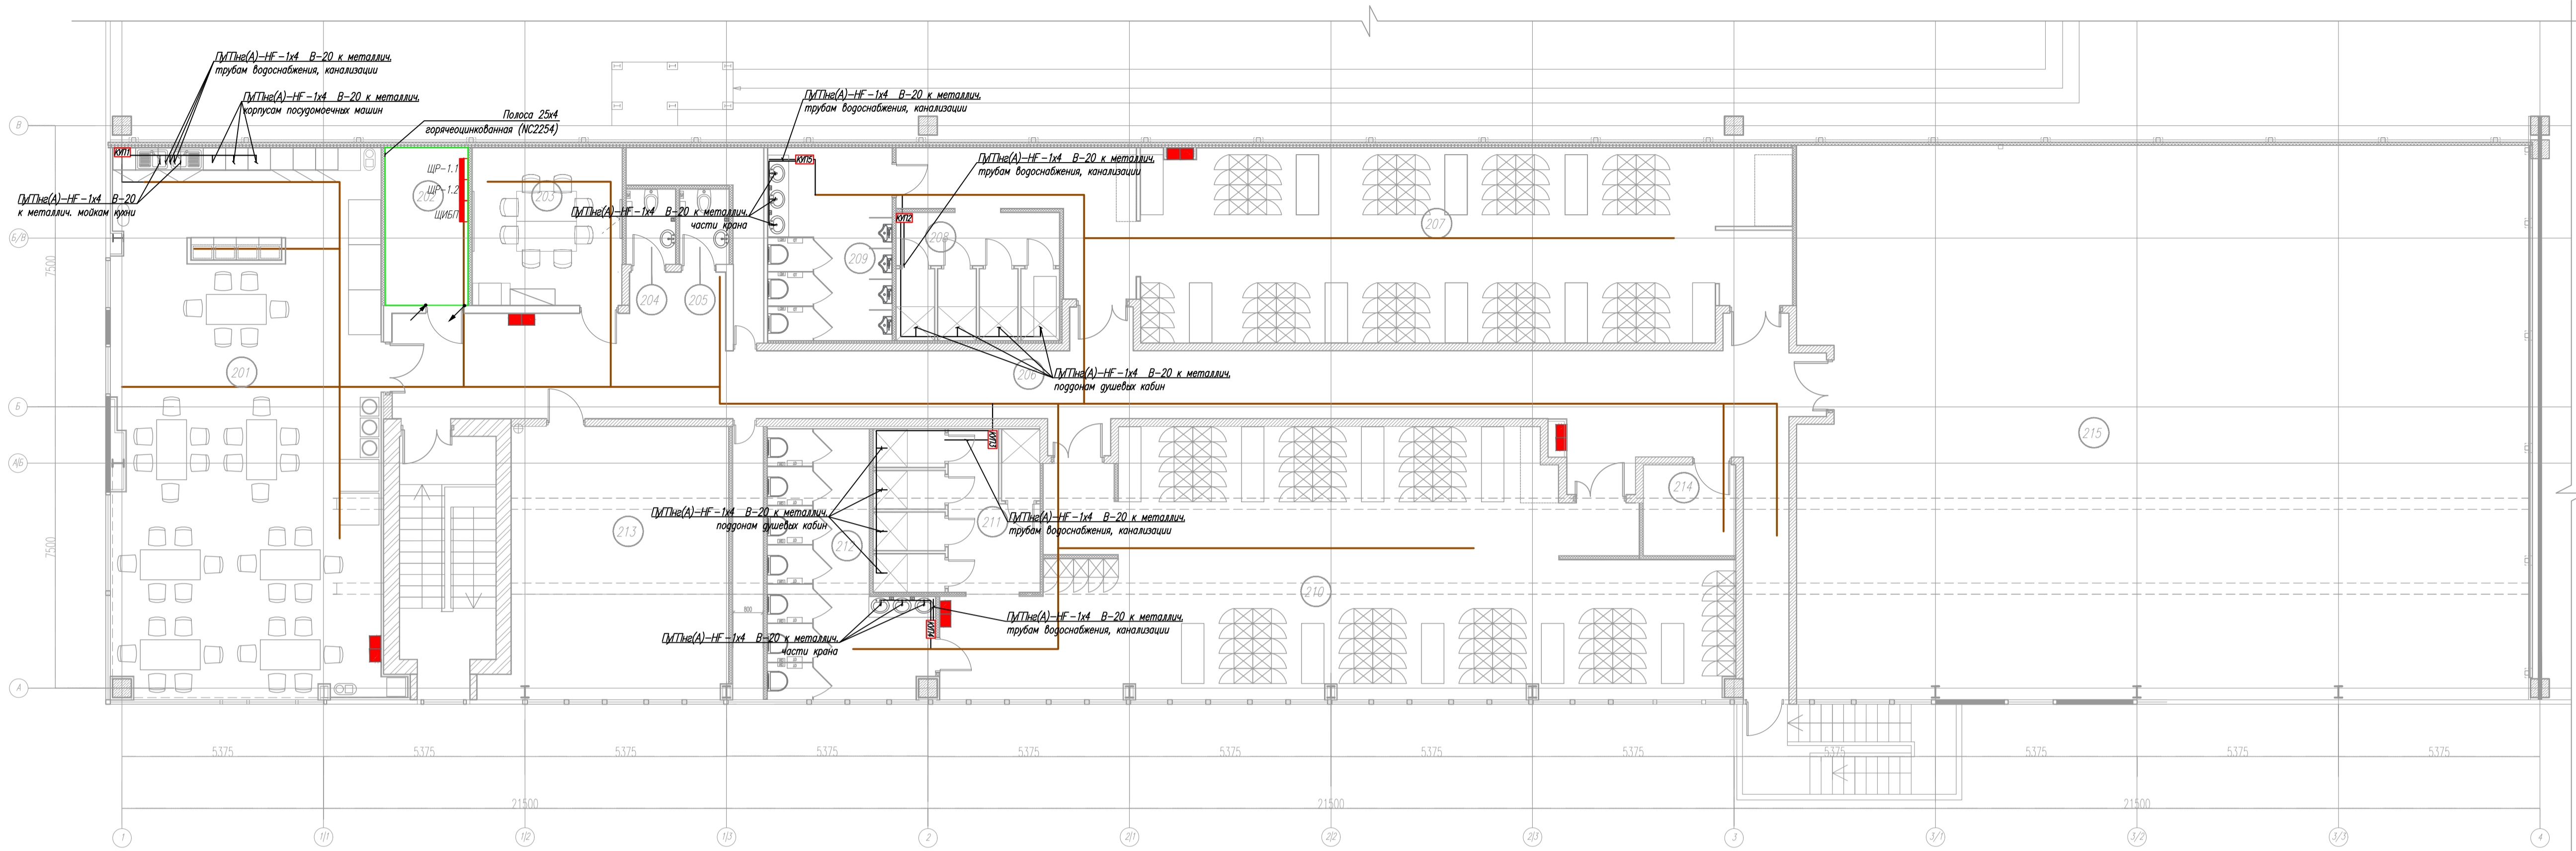 ПуГПнг(А)-HF-1х4 В-20 к металлич.
трубам водоснабжения, канализации
ПуГПнг(А)-HF-1х4 В-20 к металлич.
корпусам посудомоечных машин
Полоса 25х4
горячеоцинкованная (NC2254)
ПуГПнг(А)-HF-1х4 В-20 к металлич.
трубам водоснабжения, канализации
ПуГПнг(А)-HF-1х4 В-20 к металлич.
трубам водоснабжения, канализации
В
КУП1
КУП5
ЩР-1.1
ЩР-1.2
ЩИБП
202
203
ПуГПнг(А)-HF-1х4 В-20
к металлич. мойкам кухни
ПуГПнг(А)-HF-1х4 В-20 к металлич.
части крана
КУП2
207
208
209
Б/В
7500
204
205
201
206
ПуГПнг(А)-HF-1х4 В-20 к металлич.
поддонам душевых кабин
Б
КУП3
215
А/Б
214
ПуГПнг(А)-HF-1х4 В-20 к металлич.
поддонам душевых кабин
213
212
211
ПуГПнг(А)-HF-1х4 В-20 к металлич.
трубам водоснабжения, канализации
7500
210
800
ПуГПнг(А)-HF-1х4 В-20 к металлич.
трубам водоснабжения, канализации
КУП4
ПуГПнг(А)-HF-1х4 В-20 к металлич.
части крана
А
5375 5375 5375 5375 5375 5375 5375 5375 5375 5375 5375 5375
21500 21500 21500
1 1/1 1/2 1/3 2 2/1 2/2 2/3 3 3/1 3/2 3/3 4